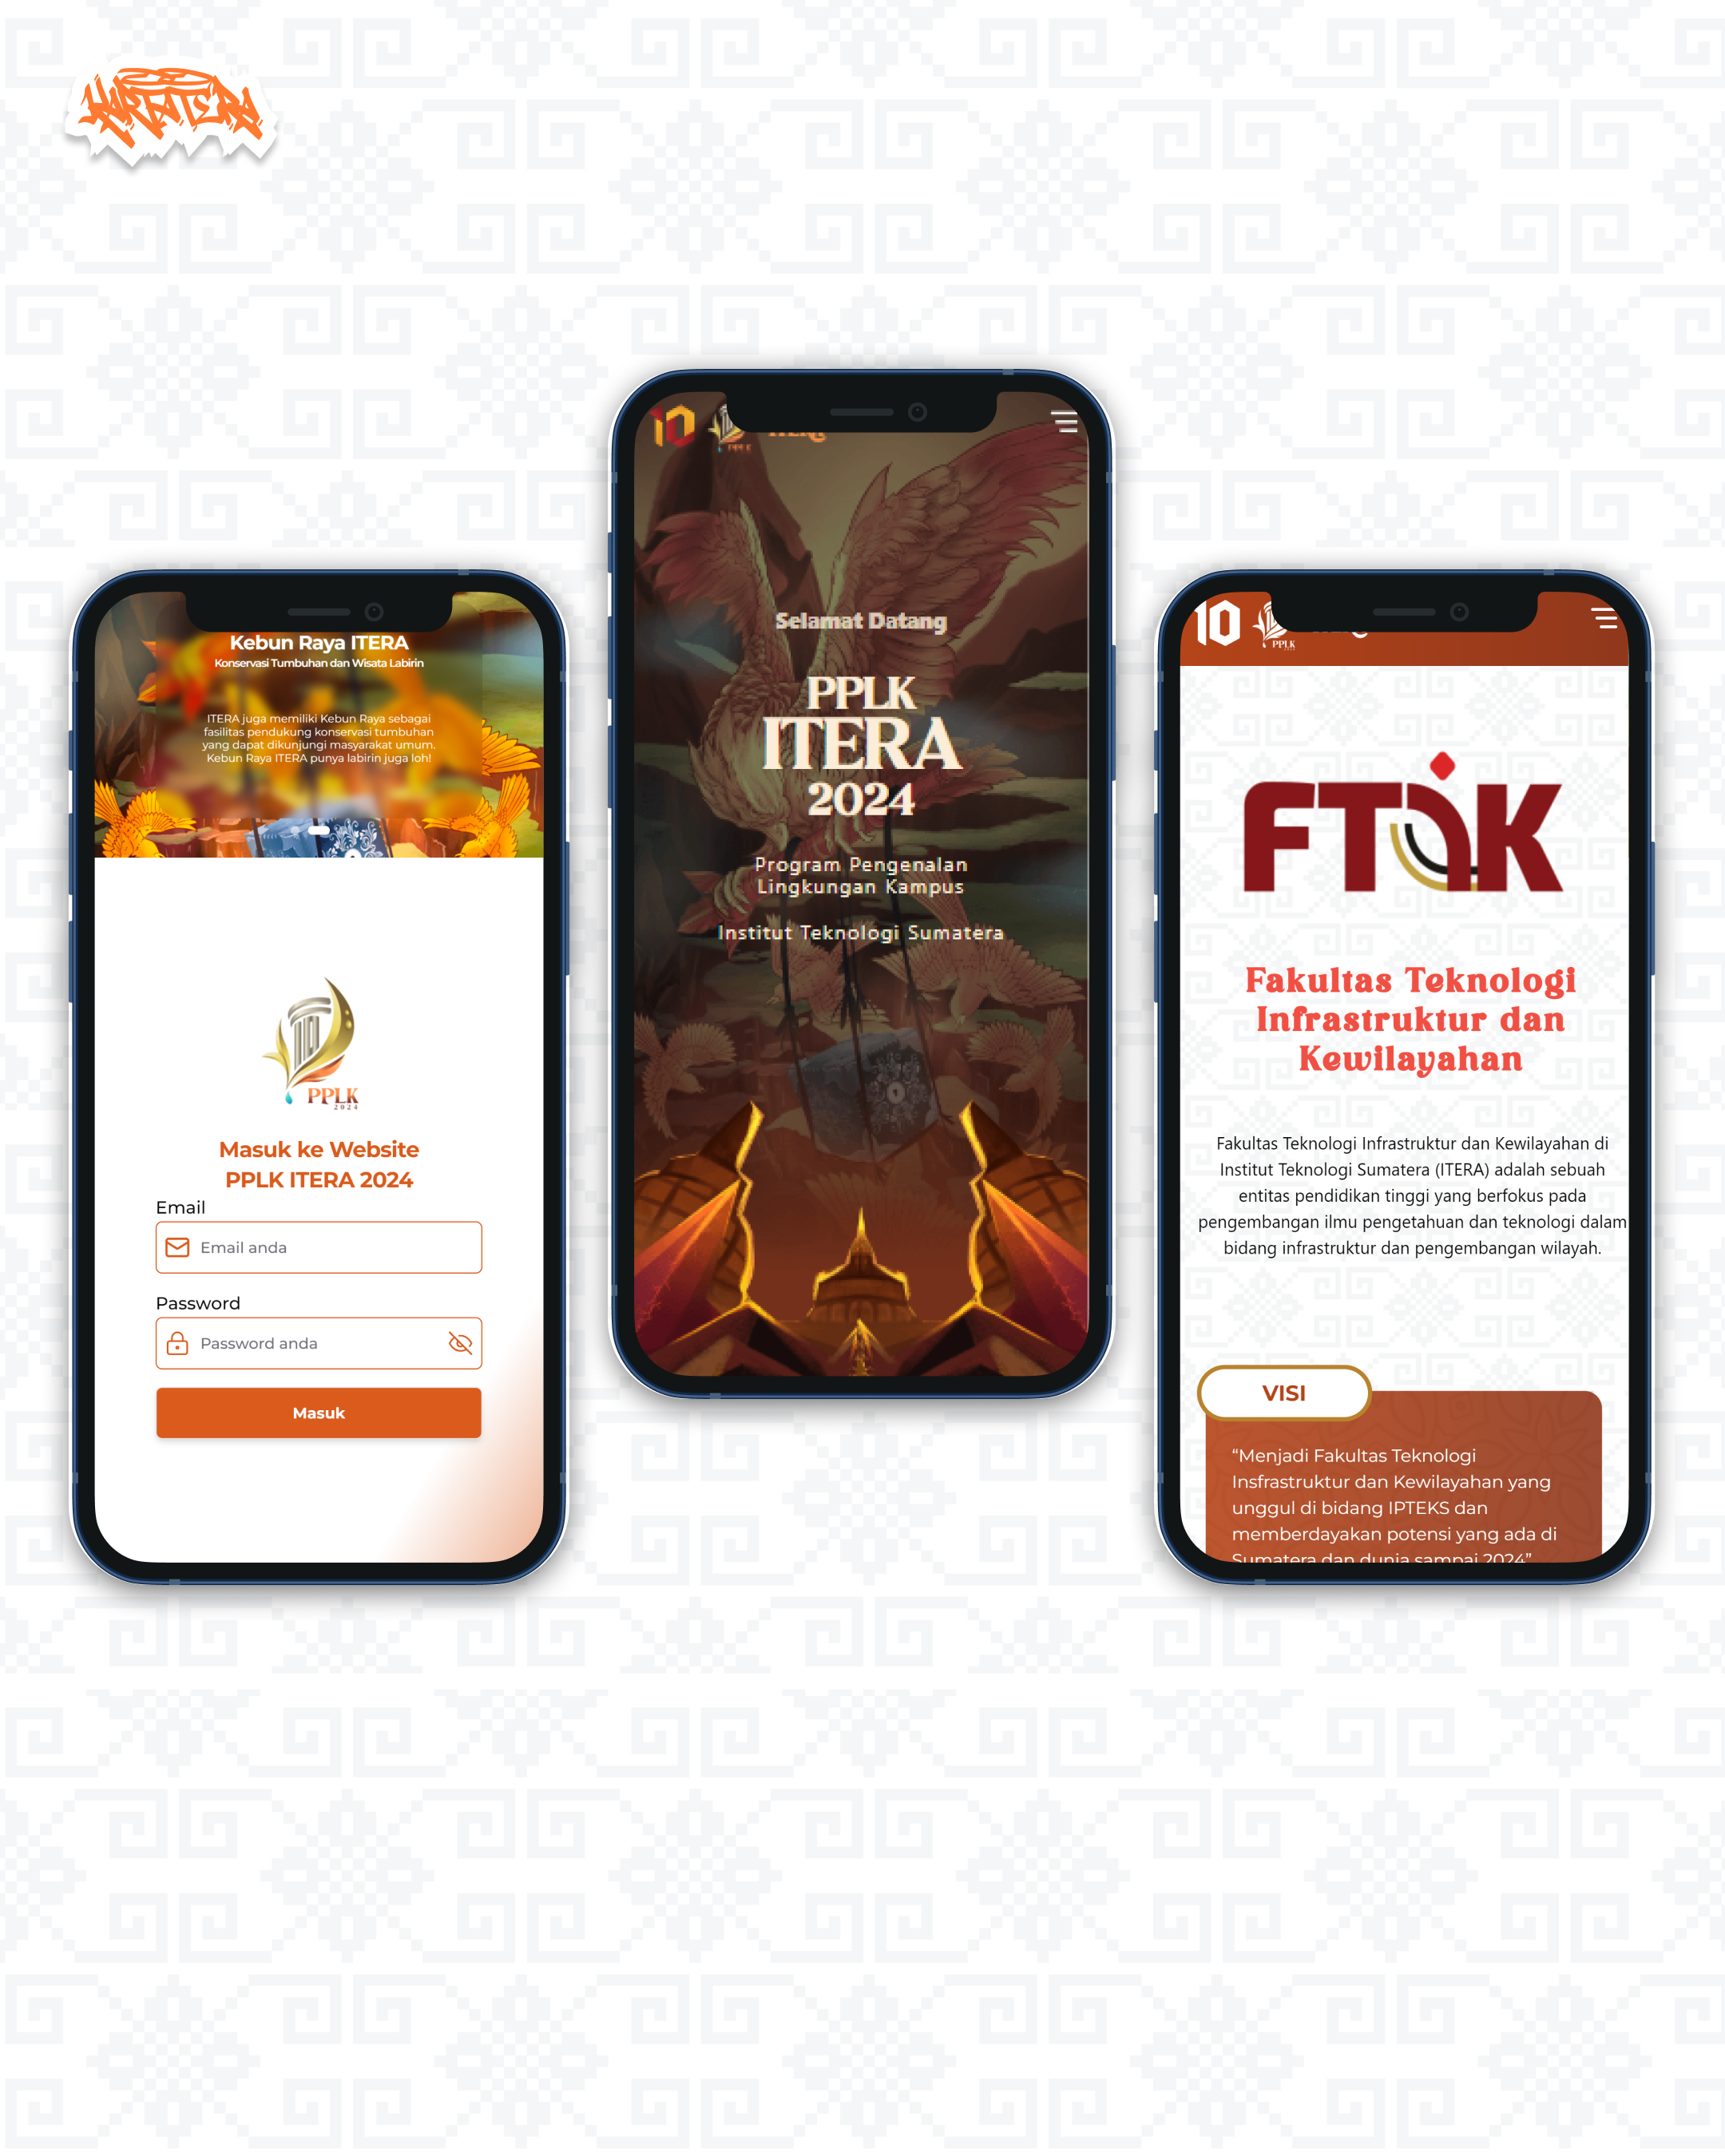 HARTATERA
Kebun Raya ITERA
Konservasi Tumbuhan dan Wisata Labirin
ITERA juga memiliki Kebun Raya sebagai
fasilitas pendukung konservasi tumbuhan
yang dapat dikunjungi masyarakat umum.
Kebun Raya ITERA punya labirin juga loh!
PPLK
2024
Masuk ke Website
PPLK ITERA 2024
Email
Email anda
Password
Password anda
Masuk
10
PPLK
Selamat Datang
PPLK
ITERA
2024
Program Pengenalan
Lingkungan Kampus
Institut Teknologi Sumatera
10
PPLK
FTIK
Fakultas Teknologi
Infrastruktur dan
Kewilayahan
Fakultas Teknologi Infrastruktur dan Kewilayahan di
Institut Teknologi Sumatera (ITERA) adalah sebuah
entitas pendidikan tinggi yang berfokus pada
pengembangan ilmu pengetahuan dan teknologi dalam
bidang infrastruktur dan pengembangan wilayah.
VISI
“Menjadi Fakultas Teknologi
Insfrastruktur dan Kewilayahan yang
unggul di bidang IPTEKS dan
memberdayakan potensi yang ada di
Sumatera dan dunia sampai 2024”